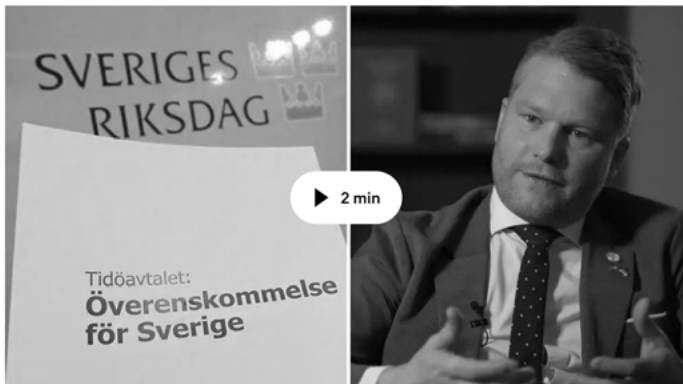 SVERIGES
RIKSDAG
2 min
Tidöavtalet:
Överenskommelse
för Sverige